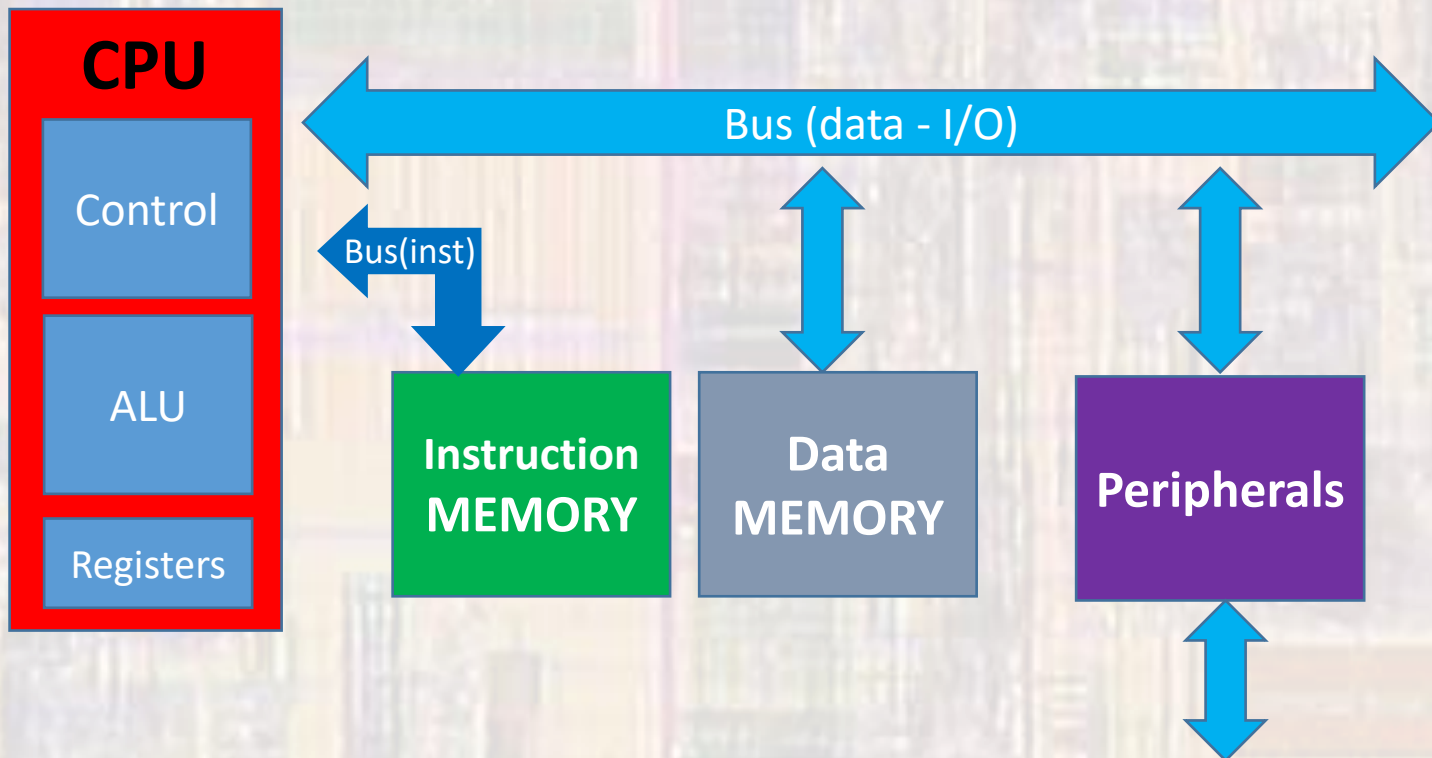 CPU
Control
ALU
Registers
Bus (data - I/O)
Bus(inst)
Instruction
MEMORY
Data
MEMORY
Peripherals